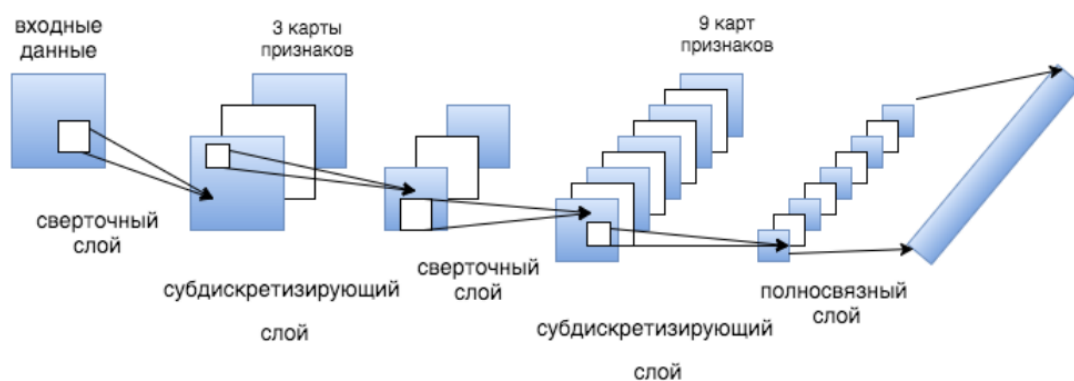 входные
данные
3 карты
признаков
9 карт
признаков
сверточный
слой
субдискретизирующий
слой
сверточный
слой
субдискретизирующий
слой
полносвязный
слой